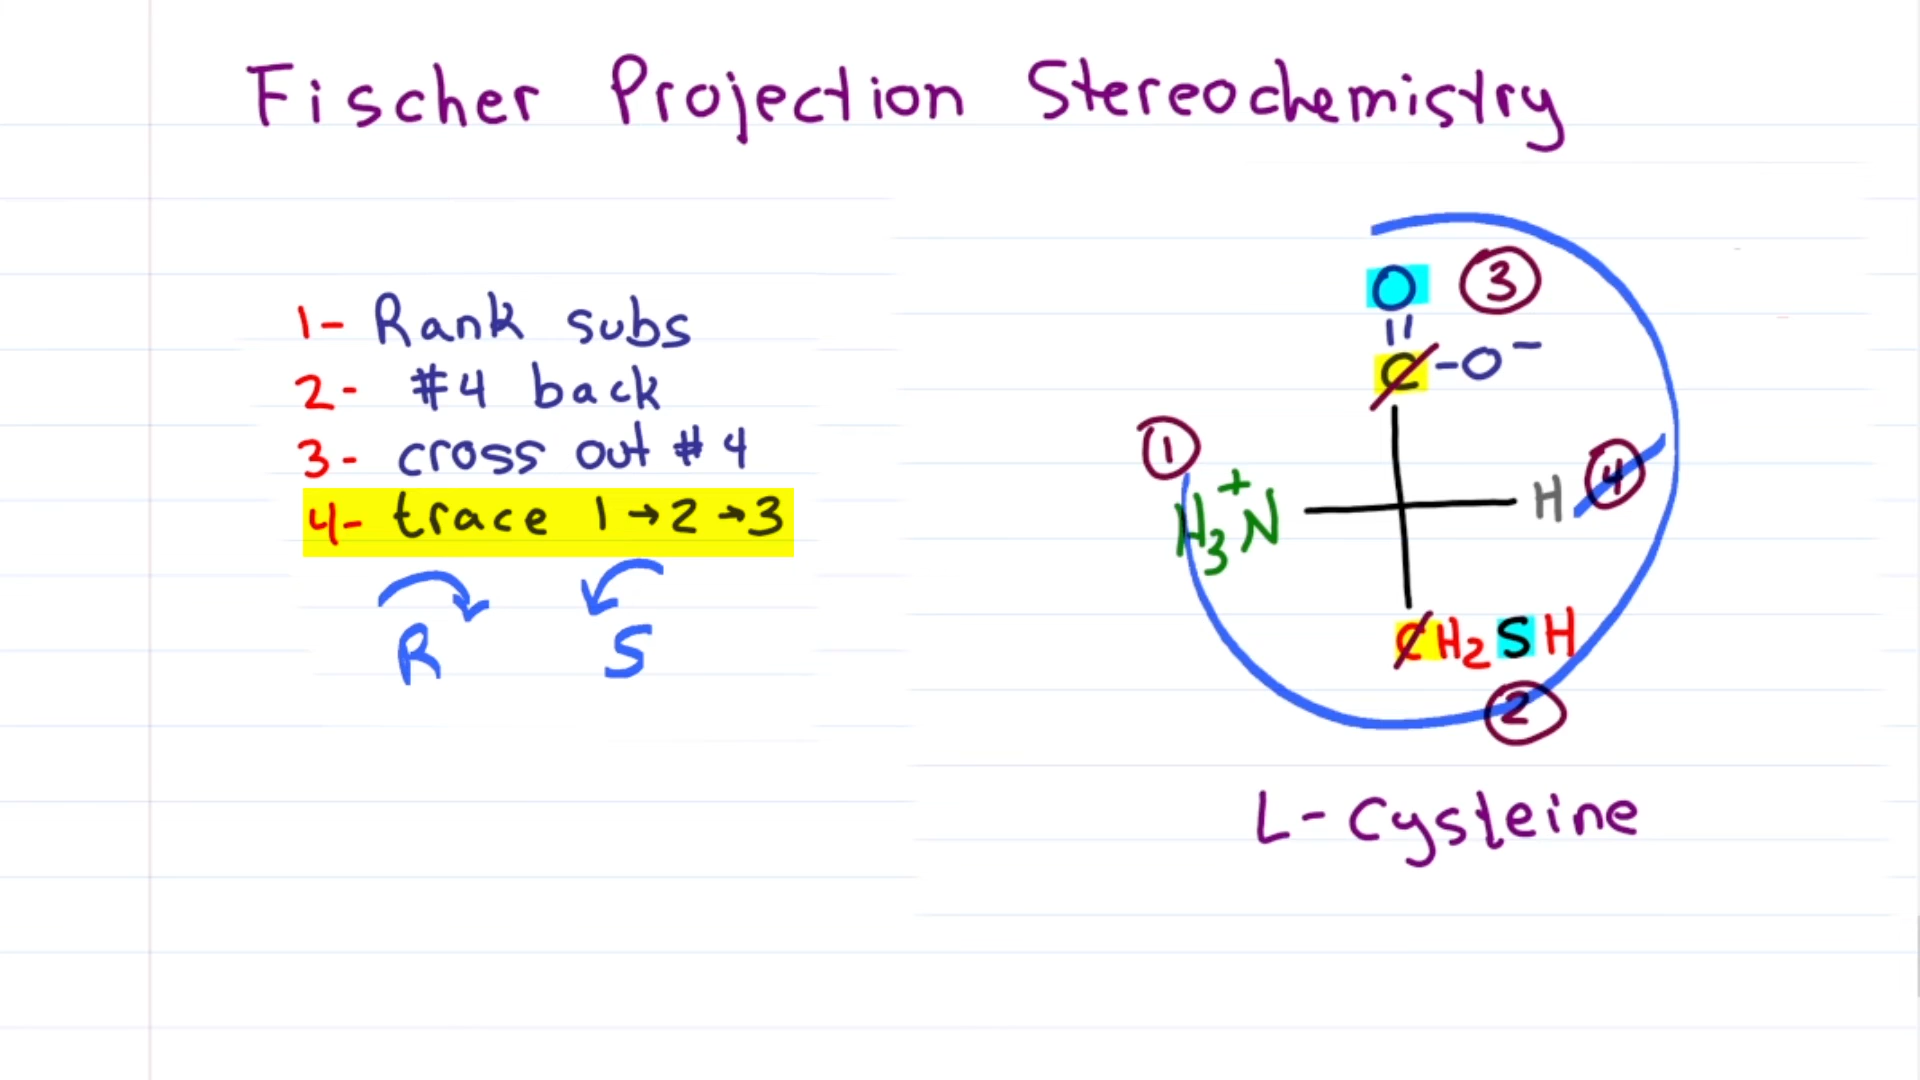 Fischer Projection Stereochemistry
1- Rank subs
2- #4 back
3- cross out #4
4- trace 1→2→3
R S
O 3
C-O⁻
1
H₃N⁺ H 4
CH₂SH
2
L-Cysteine